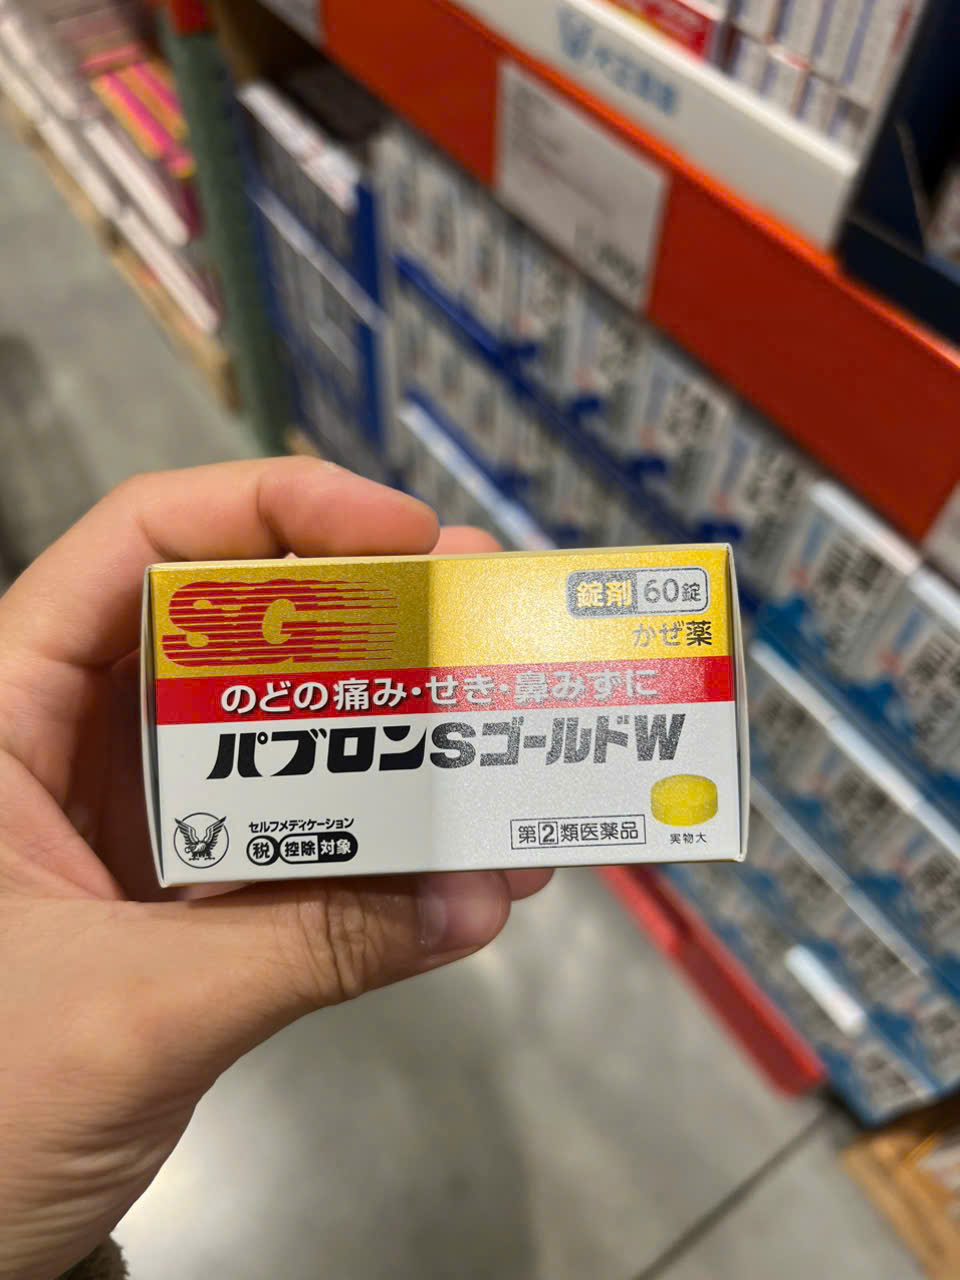 SG
錠剤 60錠
かぜ薬
のどの痛み・せき・鼻みずに
パブロンSゴールドW
セルフメディケーション
税 控除 対象
第②類医薬品
実物大